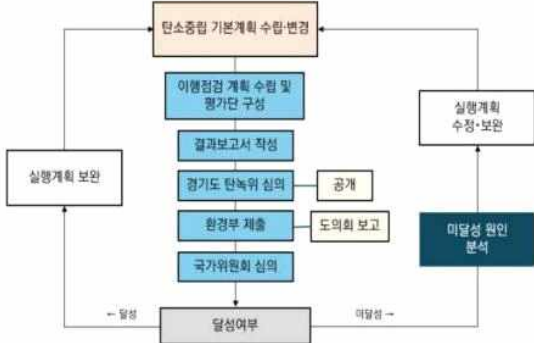 탄소중립 기본계획 수립·변경
이행점검 계획 수립 및
평가단 구성
실행계획
수정·보완
결과보고서 작성
실행계획 보완
경기도 탄녹위 심의
공개
환경부 제출
도의회 보고
미달성 원인
분석
국가위원회 심의
← 달성
달성여부
미달성 →